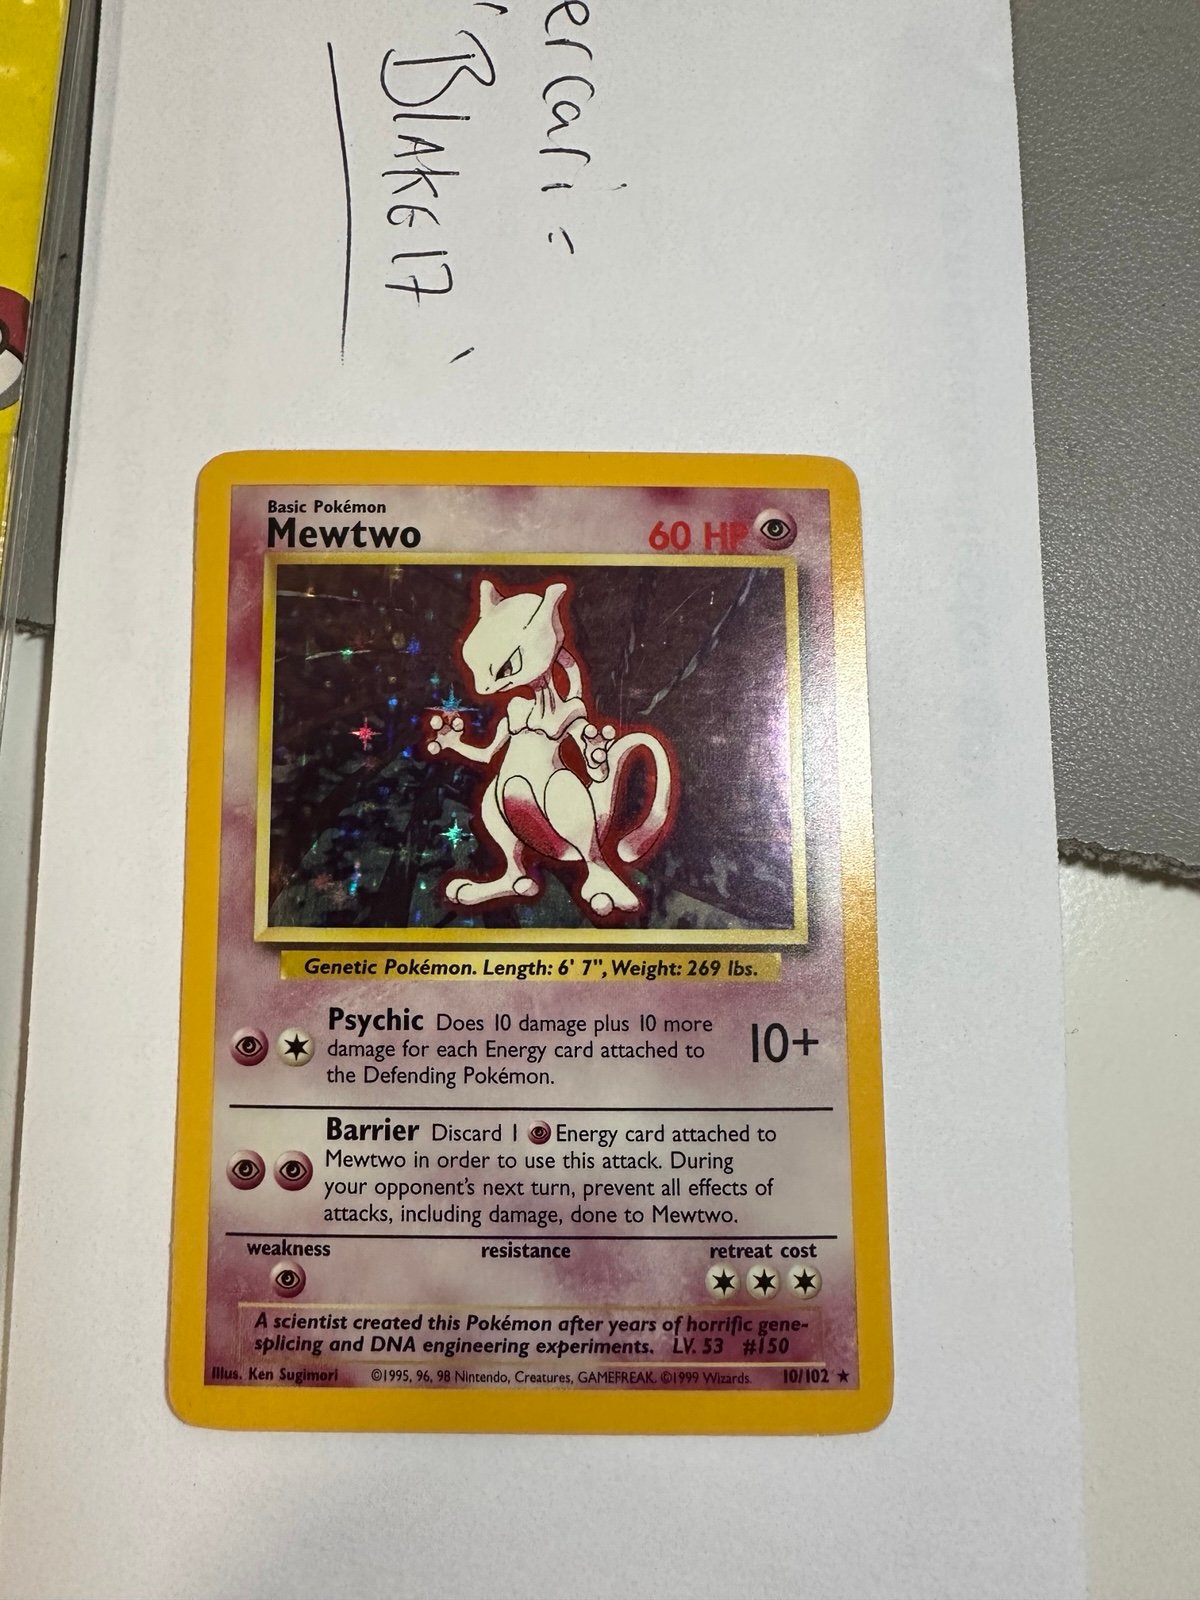 ercari =
Blake17
Basic Pokémon
Mewtwo
60 HP
Genetic Pokémon. Length: 6' 7", Weight: 269 lbs.
Psychic Does 10 damage plus 10 more
damage for each Energy card attached to
the Defending Pokémon.
10+
Barrier Discard 1 Energy card attached to
Mewtwo in order to use this attack. During
your opponent's next turn, prevent all effects of
attacks, including damage, done to Mewtwo.
weakness
resistance
retreat cost
A scientist created this Pokémon after years of horrific gene-
splicing and DNA engineering experiments. LV. 53 #150
Illus. Ken Sugimori ©1995, 96, 98 Nintendo, Creatures, GAMEFREAK. ©1999 Wizards. 10/102 ★